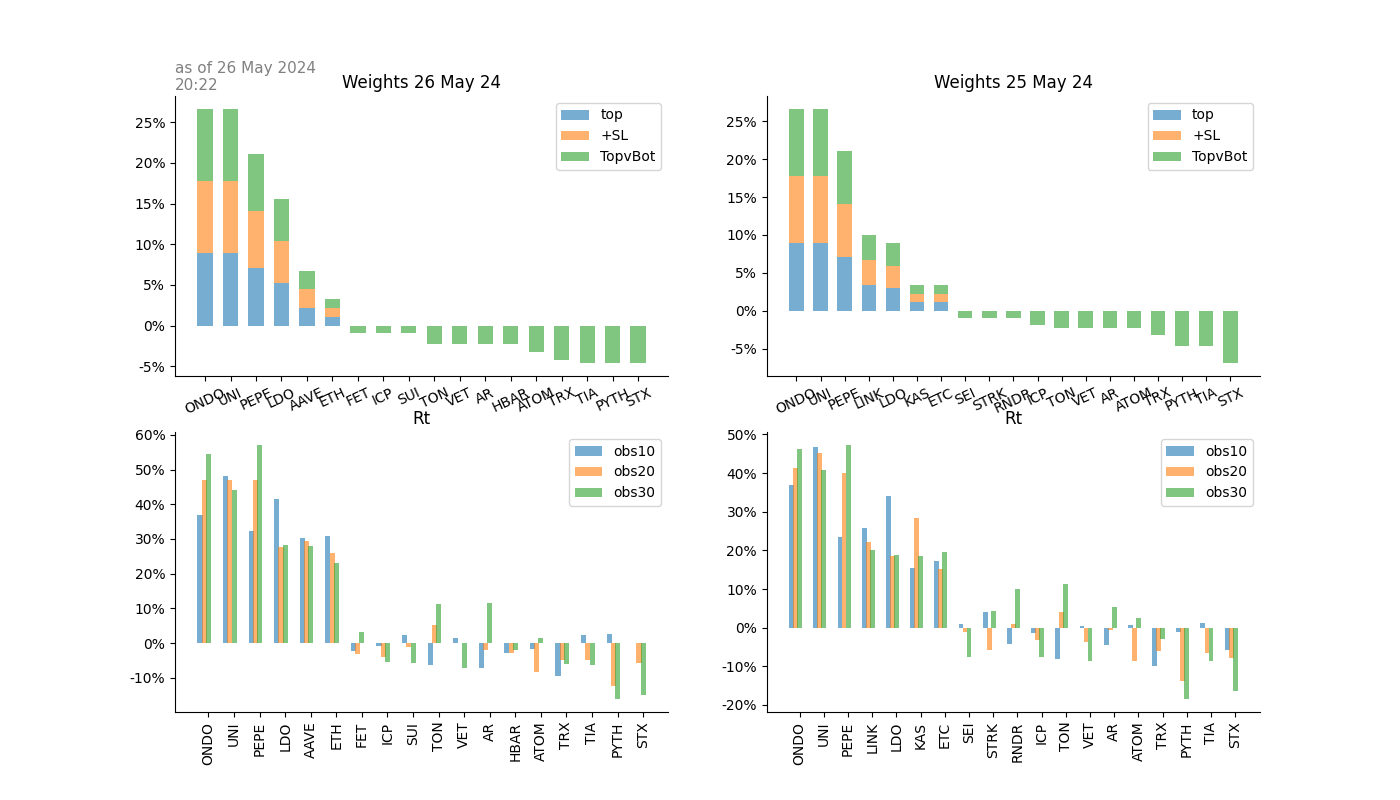 as of 26 May 2024
20:22
Weights 26 May 24
25%
20%
15%
10%
5%
0%
-5%
top
+SL
TopvBot
ONDO UNI PEPE LDO AAVE ETH FET ICP SUI TON VET AR HBAR ATOM TRX TIA PYTH STX
Weights 25 May 24
25%
20%
15%
10%
5%
0%
-5%
top
+SL
TopvBot
ONDO UNI PEPE LINK LDO KAS ETC SEI STRK RNDR ICP TON VET AR ATOM TRX PYTH TIA STX
Rt
60%
50%
40%
30%
20%
10%
0%
-10%
obs10
obs20
obs30
ONDO UNI PEPE LDO AAVE ETH FET ICP SUI TON VET AR HBAR ATOM TRX TIA PYTH STX
Rt
50%
40%
30%
20%
10%
0%
-10%
-20%
obs10
obs20
obs30
ONDO UNI PEPE LINK LDO KAS ETC SEI STRK RNDR ICP TON VET AR ATOM TRX PYTH TIA STX